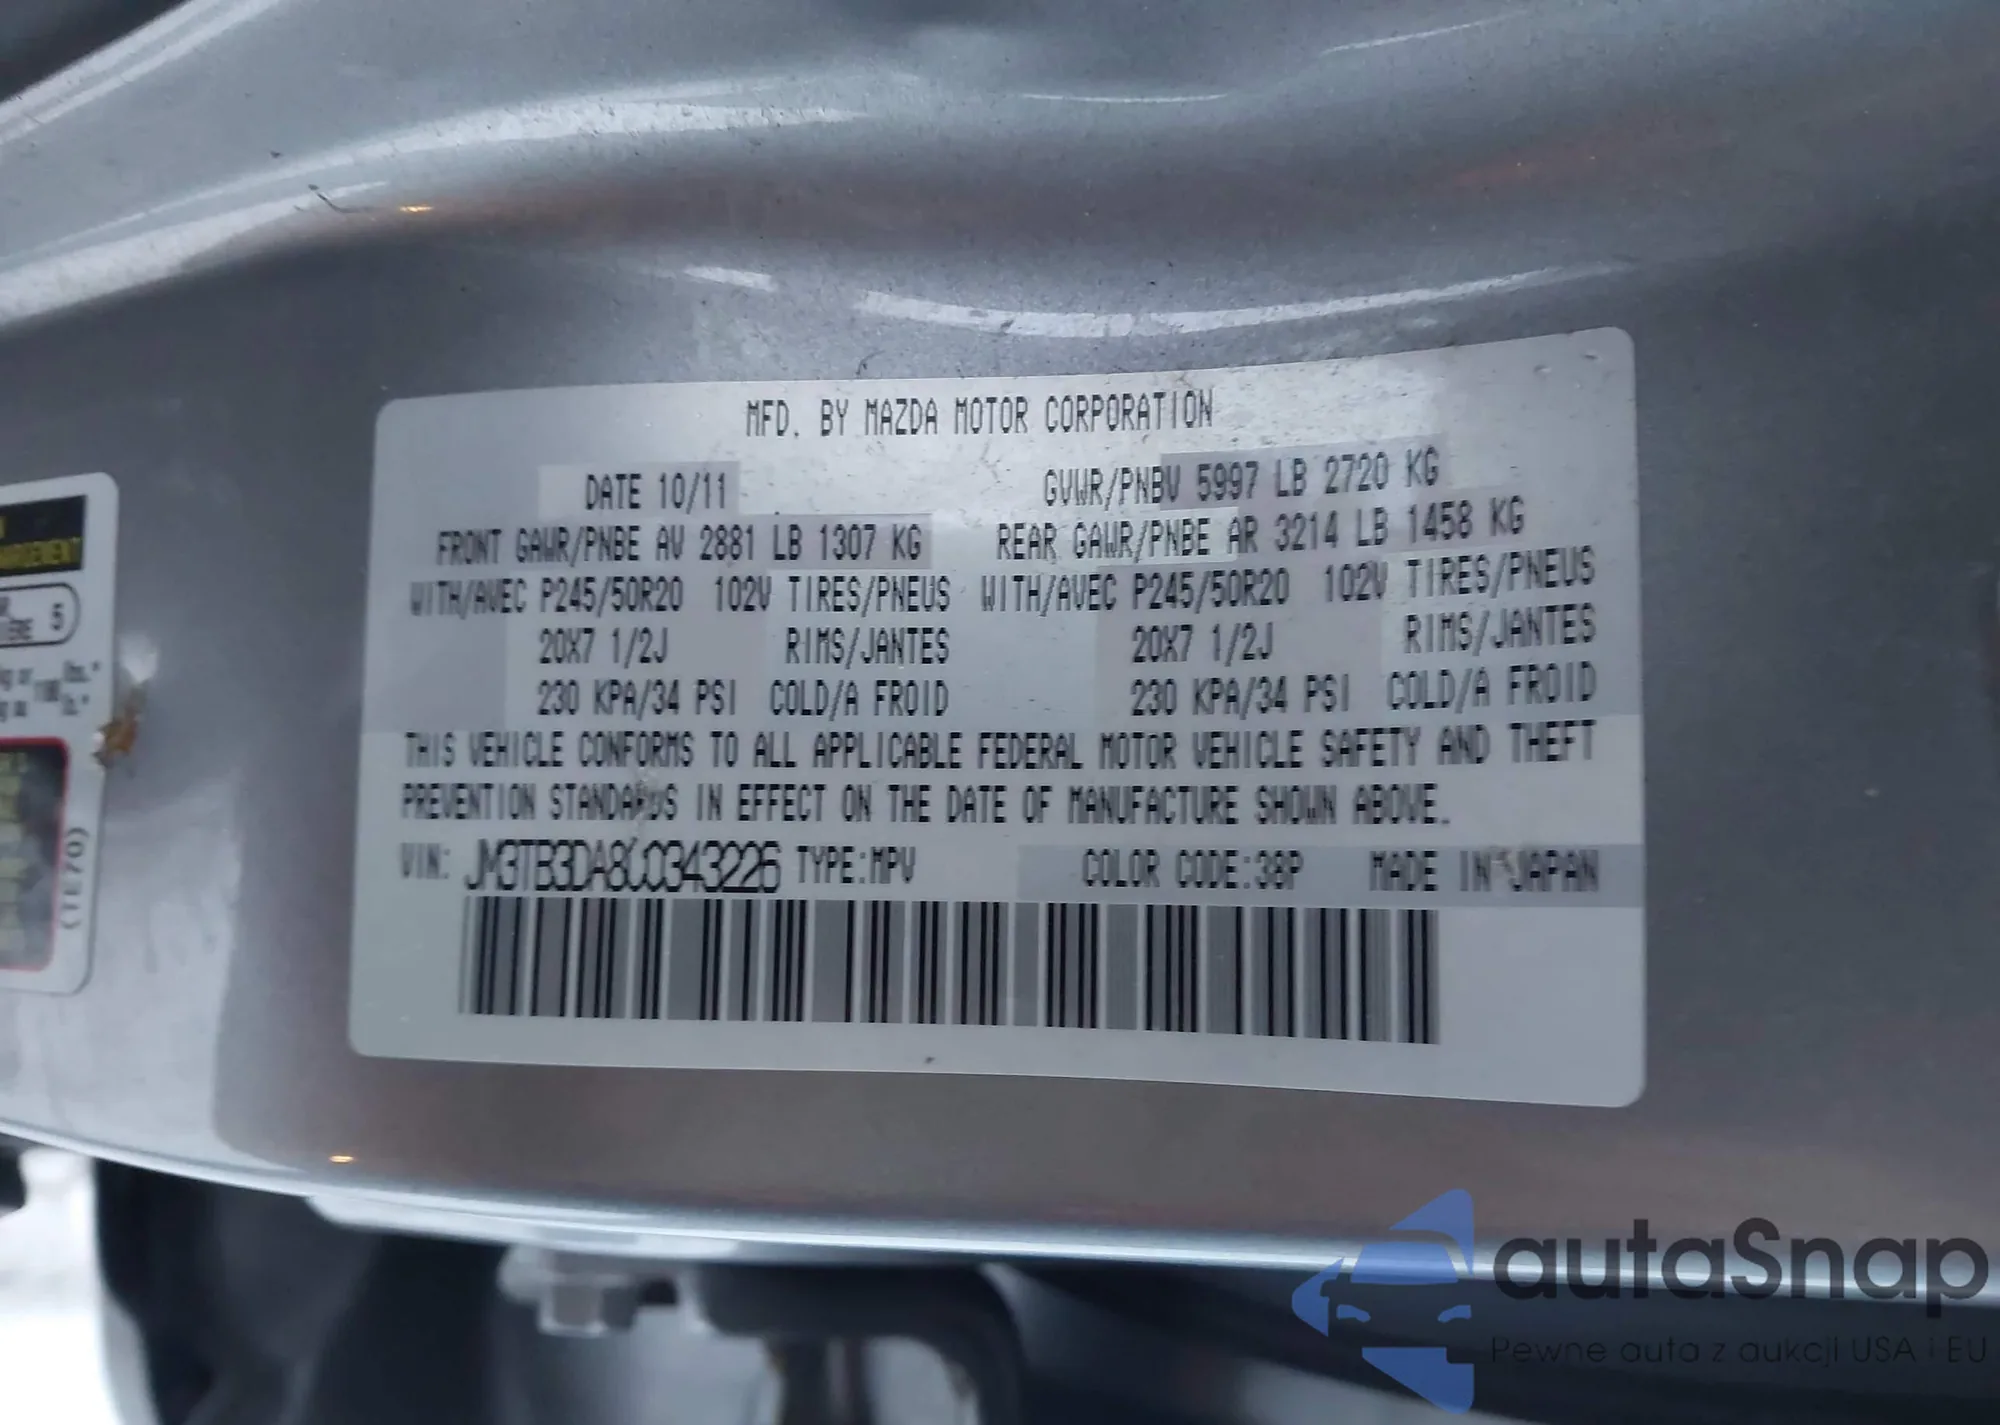 MFD. BY MAZDA MOTOR CORPORATION
DATE 10/11 GVWR/PNBV 5997 LB 2720 KG
FRONT GAWR/PNBE AV 2881 LB 1307 KG REAR GAWR/PNBE AR 3214 LB 1458 KG
WITH/AVEC P245/50R20 102V TIRES/PNEUS WITH/AVEC P245/50R20 102V TIRES/PNEUS
20X7 1/2J RIMS/JANTES 20X7 1/2J RIMS/JANTES
230 KPA/34 PSI COLD/A FROID 230 KPA/34 PSI COLD/A FROID
THIS VEHICLE CONFORMS TO ALL APPLICABLE FEDERAL MOTOR VEHICLE SAFETY AND THEFT
PREVENTION STANDARDS IN EFFECT ON THE DATE OF MANUFACTURE SHOWN ABOVE.
VIN: JM3TB3DA8C0343226 TYPE:MPV COLOR CODE:38P MADE IN JAPAN
5
(TE70)
autaSnap
Pewne auta z aukcji USA i EU